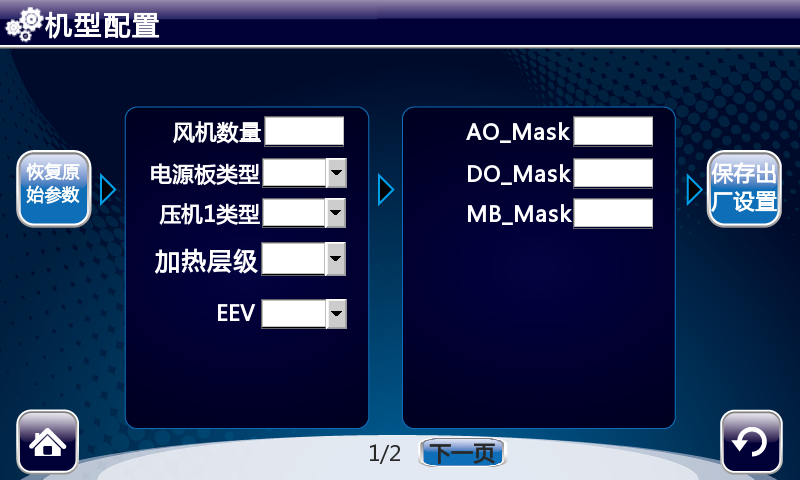 机型配置
恢复原
始参数
风机数量
电源板类型
压机1类型
加热层级
EEV
AO_Mask
DO_Mask
MB_Mask
保存出
厂设置
1/2
下一页